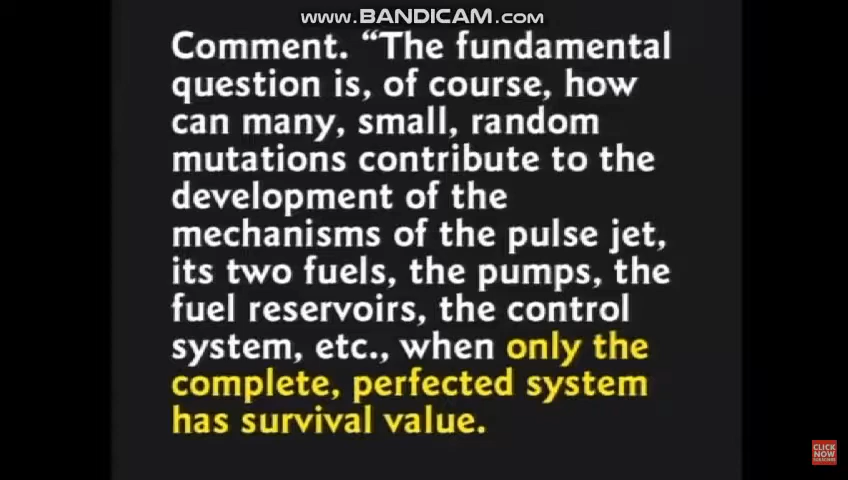 www.BANDICAM.com
Comment. “The fundamental
question is, of course, how
can many, small, random
mutations contribute to the
development of the
mechanisms of the pulse jet,
its two fuels, the pumps, the
fuel reservoirs, the control
system, etc., when only the
complete, perfected system
has survival value.
CLICK
NOW